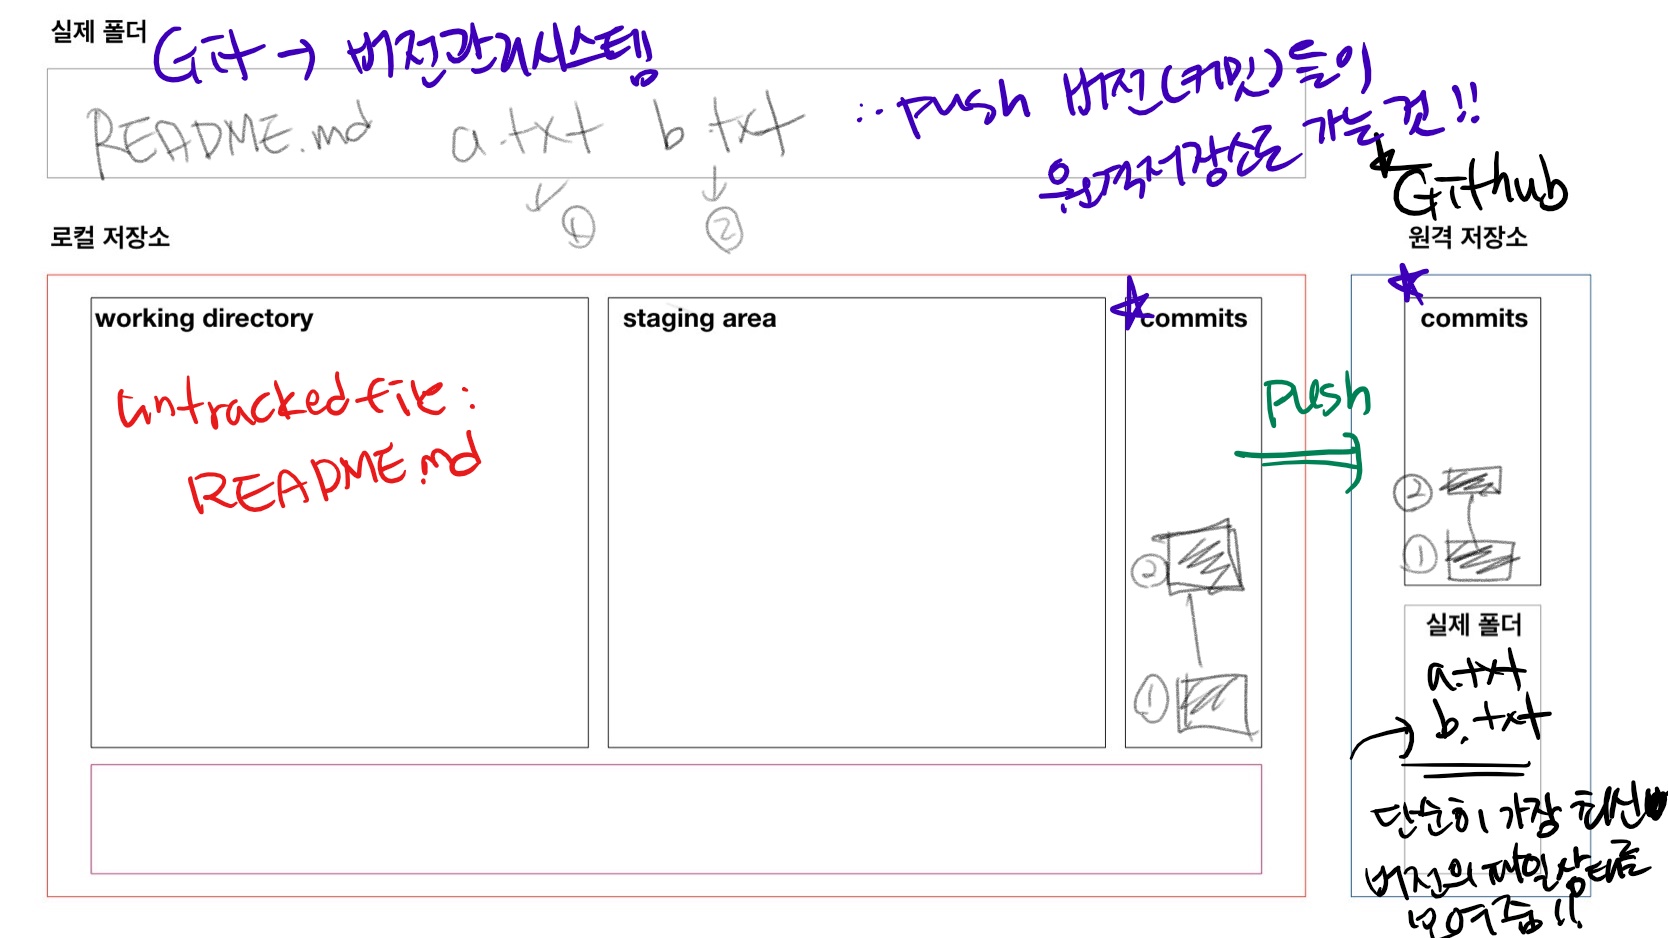 실제 폴더
Git → 버전관리시스템
README.md a.txt b.txt
① ②
∴ push 버전(커밋)들이
원격저장소로 가는 것!!
Github
로컬 저장소
원격 저장소
working directory
untracked file:
README.md
staging area
commits
②
①
push
commits
②
①
실제 폴더
a.txt
b.txt
단순히 가장 최신
버전의 파일상태를
보여줌!!